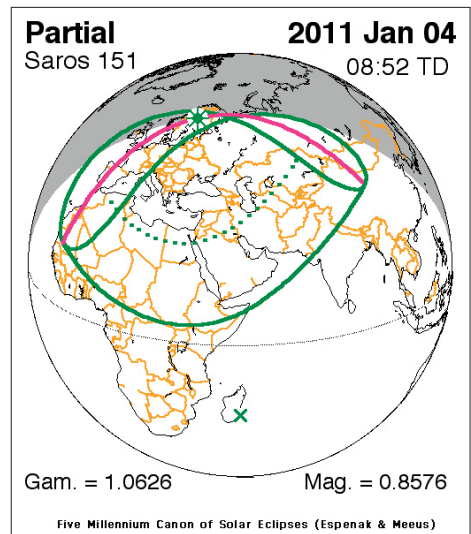 Partial 2011 Jan 04
Saros 151 08:52 TD
Gam. = 1.0626 Mag. = 0.8576
Five Millennium Canon of Solar Eclipses (Espenak & Meeus)